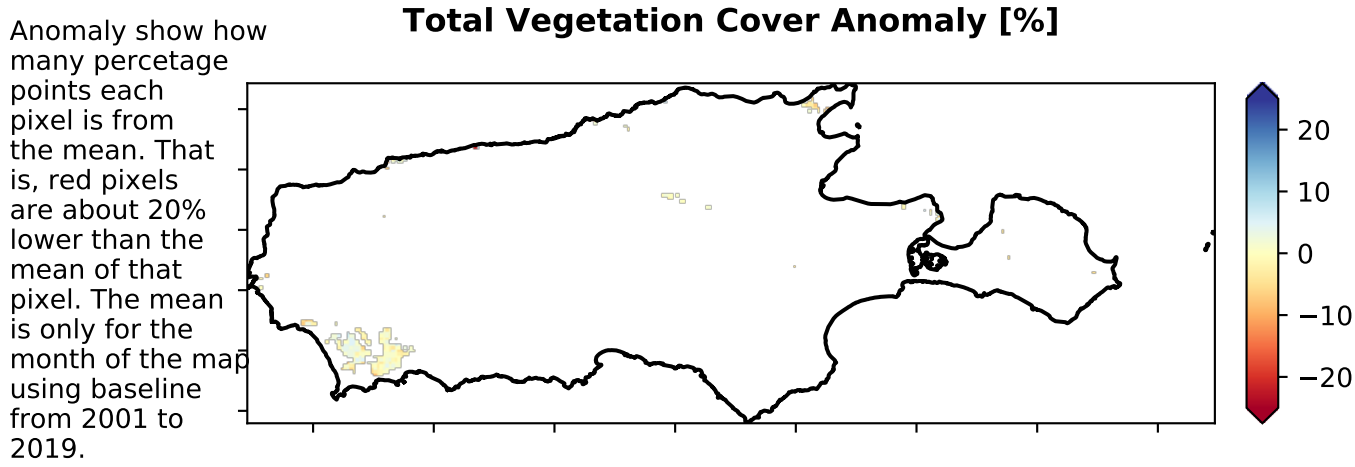 Total Vegetation Cover Anomaly [%]
Anomaly show how
many percetage
points each
pixel is from
the mean. That
is, red pixels
are about 20%
lower than the
mean of that
pixel. The mean
is only for the
month of the map
using baseline
from 2001 to
2019.
20
10
0
−10
−20